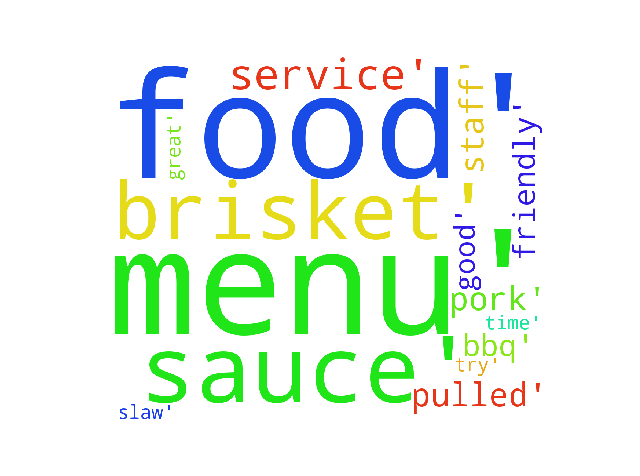 service'
food'
great'
staff'
friendly'
brisket'
good'
menu'
pork'
time'
sauce'
bbq'
try'
pulled'
slaw'